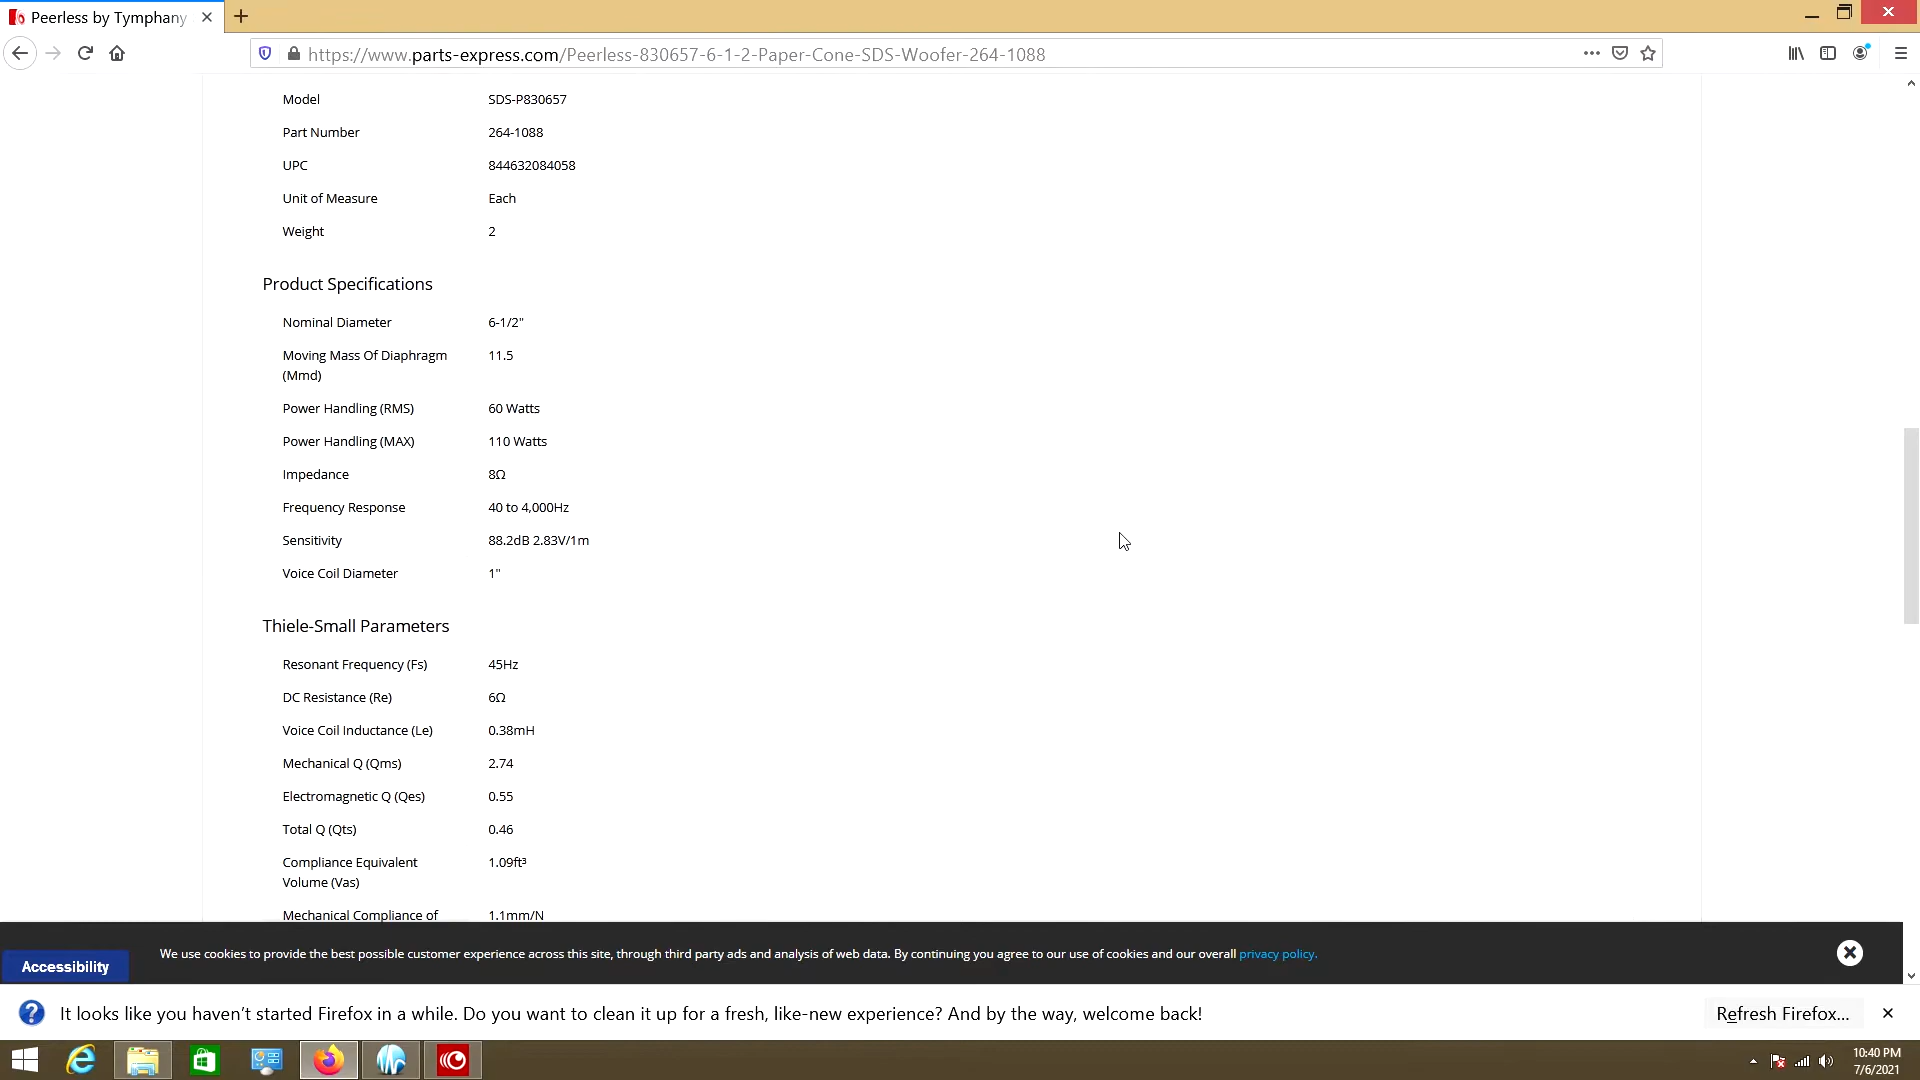 Peerless by Tymphany
https://www.parts-express.com/Peerless-830657-6-1-2-Paper-Cone-SDS-Woofer-264-1088
Model SDS-P830657
Part Number 264-1088
UPC 844632084058
Unit of Measure Each
Weight 2
Product Specifications
Nominal Diameter 6-1/2"
Moving Mass Of Diaphragm 11.5
(Mmd)
Power Handling (RMS) 60 Watts
Power Handling (MAX) 110 Watts
Impedance 8Ω
Frequency Response 40 to 4,000Hz
Sensitivity 88.2dB 2.83V/1m
Voice Coil Diameter 1"
Thiele-Small Parameters
Resonant Frequency (Fs) 45Hz
DC Resistance (Re) 6Ω
Voice Coil Inductance (Le) 0.38mH
Mechanical Q (Qms) 2.74
Electromagnetic Q (Qes) 0.55
Total Q (Qts) 0.46
Compliance Equivalent 1.09ft³
Volume (Vas)
Mechanical Compliance of 1.1mm/N
We use cookies to provide the best possible customer experience across this site, through third party ads and analysis of web data. By continuing you agree to our use of cookies and our overall privacy policy.
Accessibility
It looks like you haven't started Firefox in a while. Do you want to clean it up for a fresh, like-new experience? And by the way, welcome back!
Refresh Firefox...
10:40 PM
7/6/2021